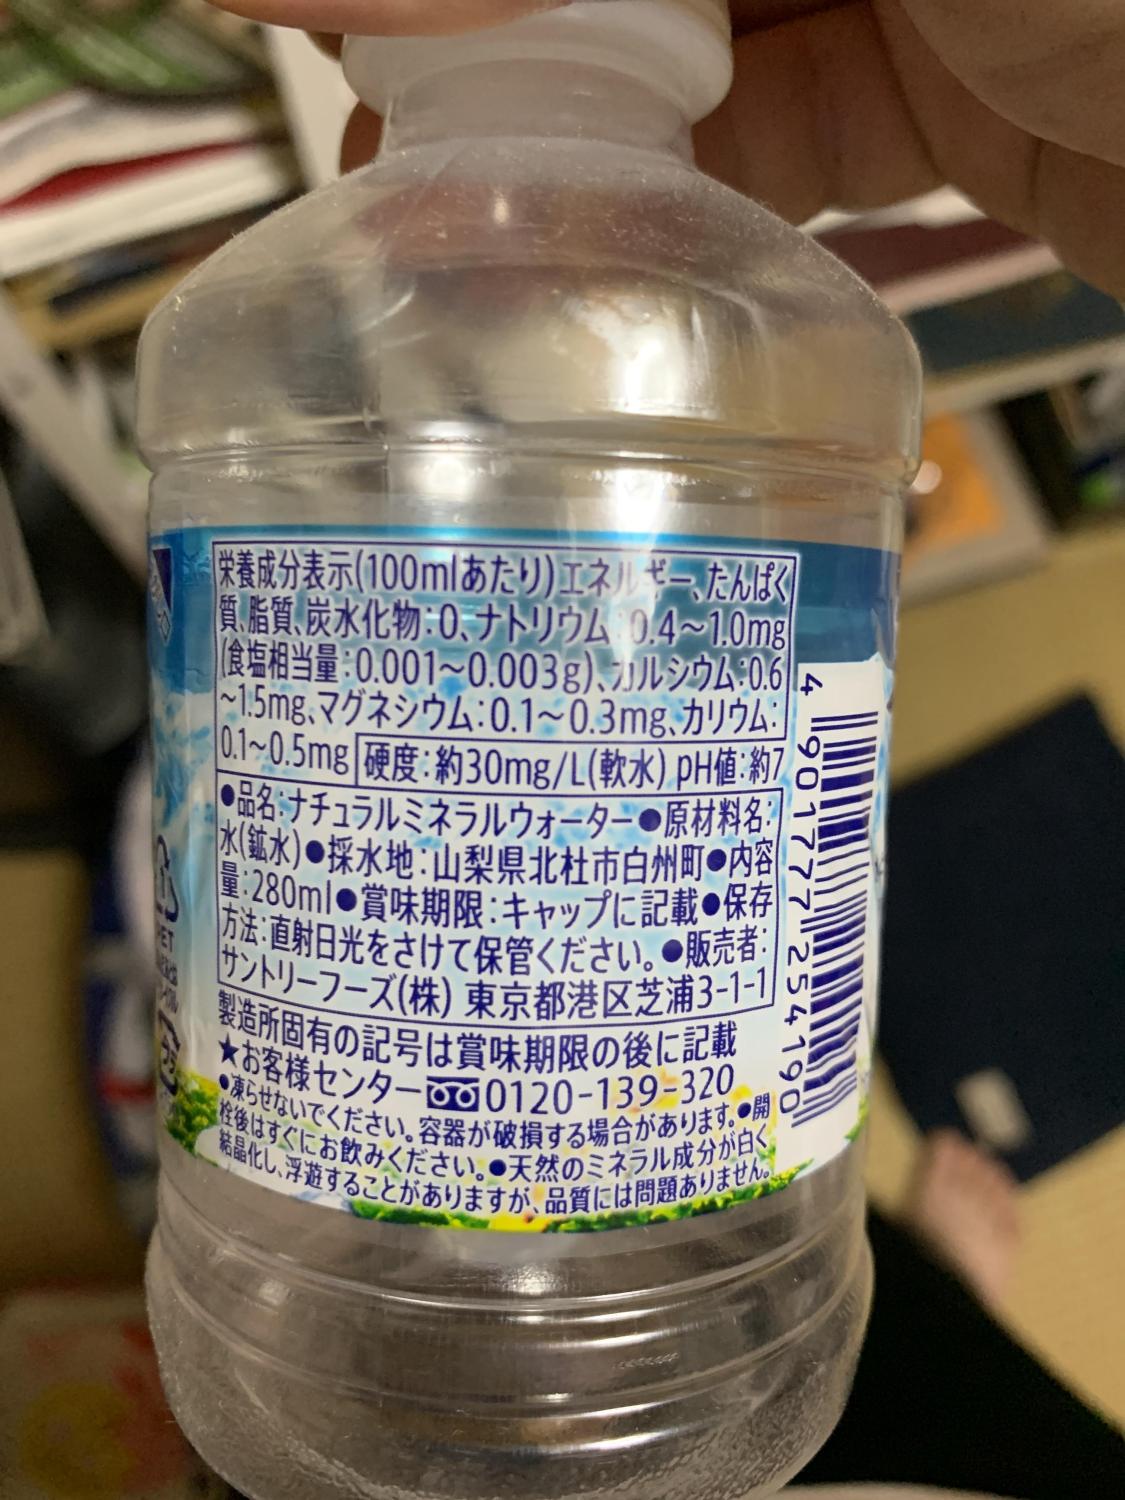 栄養成分表示(100mlあたり)エネルギー、たんぱく
質、脂質、炭水化物:0、ナトリウム:0.4～1.0mg
(食塩相当量:0.001～0.003g)、カルシウム:0.6
～1.5mg、マグネシウム:0.1～0.3mg、カリウム:
0.1～0.5mg 硬度:約30mg/L(軟水) pH値:約7
●品名:ナチュラルミネラルウォーター●原材料名:
水(鉱水)●採水地:山梨県北杜市白州町●内容
量:280ml●賞味期限:キャップに記載●保存
方法:直射日光をさけて保管ください。●販売者:
サントリーフーズ(株) 東京都港区芝浦3-1-1
製造所固有の記号は賞味期限の後に記載
★お客様センター 0120-139-320
●凍らせないでください。容器が破損する場合があります。●開
栓後はすぐにお飲みください。●天然のミネラル成分が白く
結晶化し、浮遊することがありますが、品質には問題ありません。
4 901777 254190
1
PET
プラ